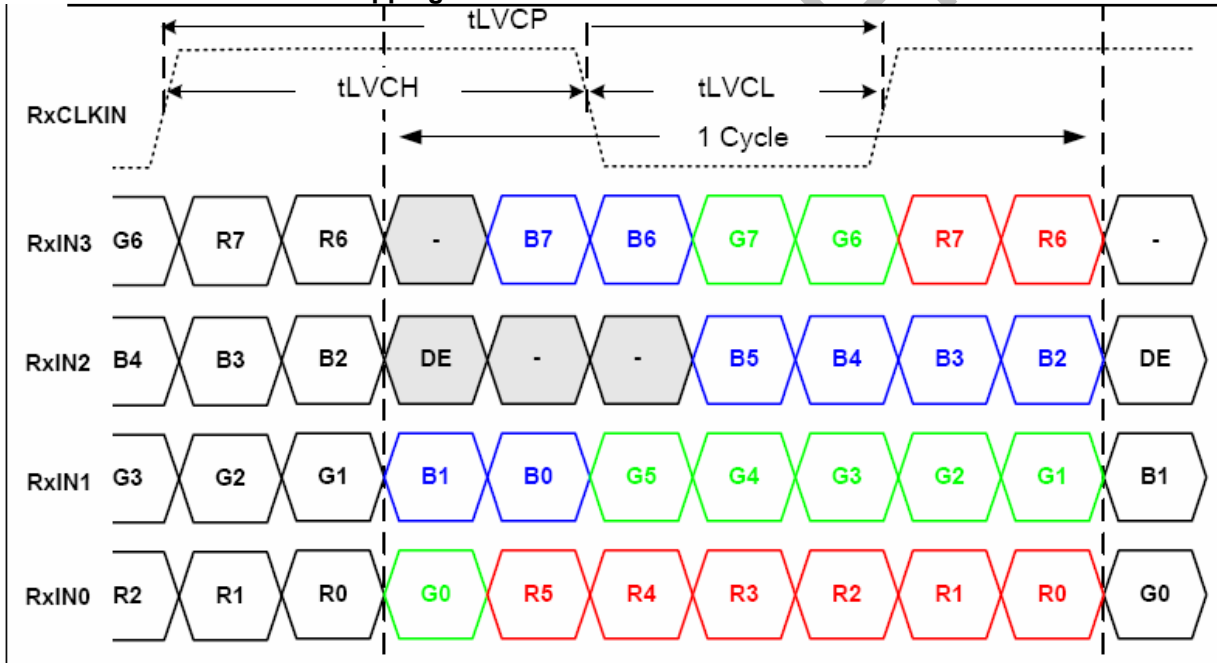 tLVCP
tLVCH tLVCL
RxCLKIN
1 Cycle
RxIN3 G6 R7 R6 - B7 B6 G7 G6 R7 R6 -
RxIN2 B4 B3 B2 DE - - B5 B4 B3 B2 DE
RxIN1 G3 G2 G1 B1 B0 G5 G4 G3 G2 G1 B1
RxIN0 R2 R1 R0 G0 R5 R4 R3 R2 R1 R0 G0